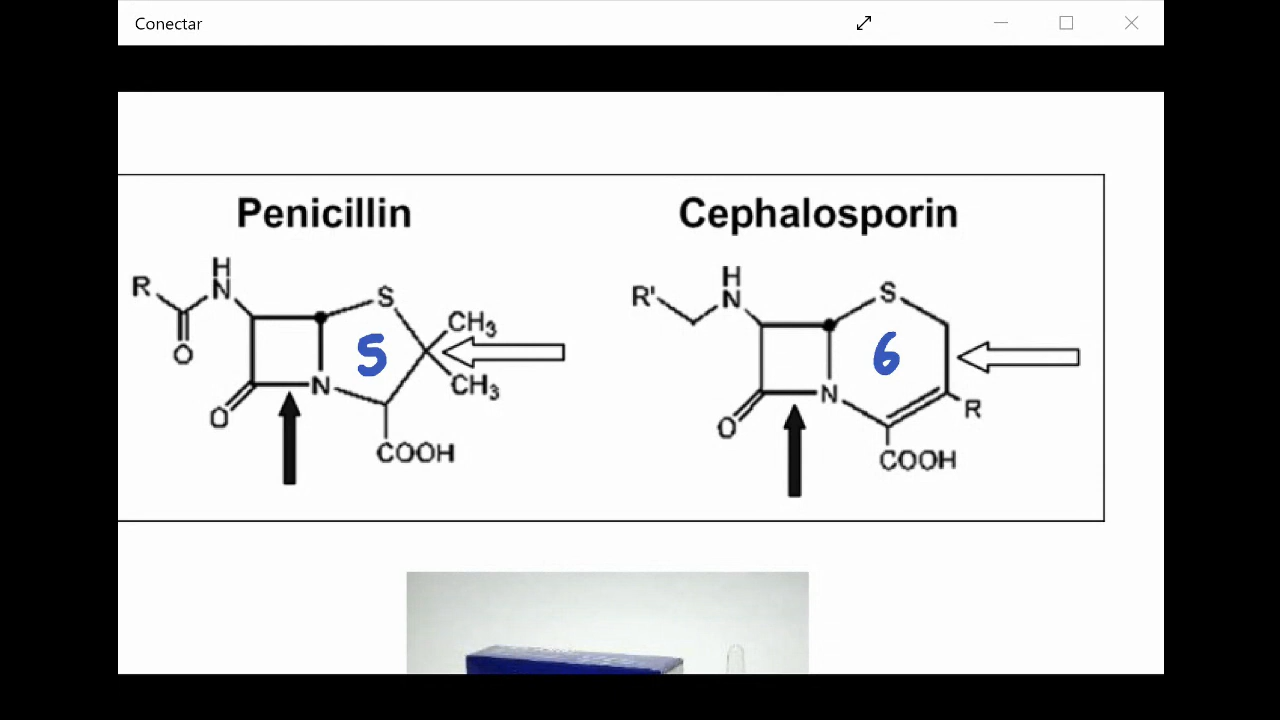 Conectar
Penicillin
Cephalosporin
H
N
R
O
S
CH₃
5
CH₃
N
O
COOH
H
N
R'
S
6
N
R
O
COOH